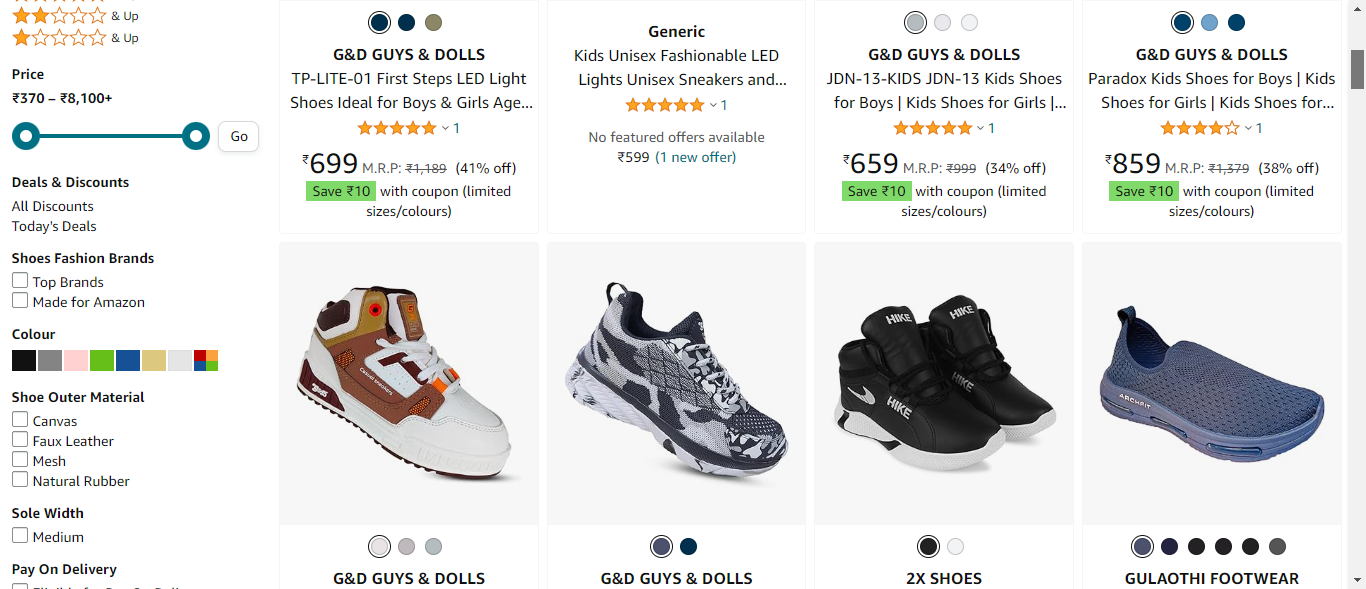 & Up
& Up
Price
₹370 – ₹8,100+
Go
Deals & Discounts
All Discounts
Today's Deals
Shoes Fashion Brands
Top Brands
Made for Amazon
Colour
Shoe Outer Material
Canvas
Faux Leather
Mesh
Natural Rubber
Sole Width
Medium
Pay On Delivery
G&D GUYS & DOLLS
TP-LITE-01 First Steps LED Light
Shoes Ideal for Boys & Girls Age...
1
₹699 M.R.P: ₹1,189 (41% off)
Save ₹10 with coupon (limited
sizes/colours)
Generic
Kids Unisex Fashionable LED
Lights Unisex Sneakers and...
1
No featured offers available
₹599 (1 new offer)
G&D GUYS & DOLLS
JDN-13-KIDS JDN-13 Kids Shoes
for Boys | Kids Shoes for Girls |...
1
₹659 M.R.P: ₹999 (34% off)
Save ₹10 with coupon (limited
sizes/colours)
G&D GUYS & DOLLS
Paradox Kids Shoes for Boys | Kids
Shoes for Girls | Kids Shoes for...
1
₹859 M.R.P: ₹1,379 (38% off)
Save ₹10 with coupon (limited
sizes/colours)
G&D GUYS & DOLLS
G&D GUYS & DOLLS
HIKE
HIKE
HIKE
HIKE
2X SHOES
ARCHFIT
GULAOTHI FOOTWEAR